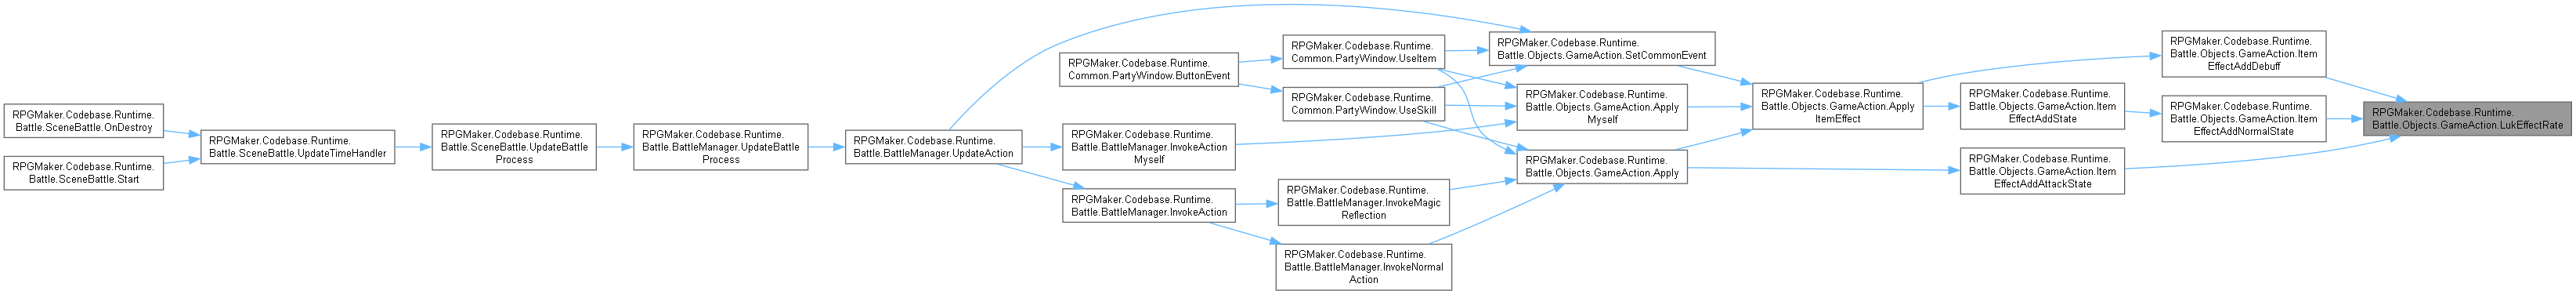 RPGMaker.Codebase.Runtime.
Battle.SceneBattle.OnDestroy
RPGMaker.Codebase.Runtime.
Battle.SceneBattle.Start
RPGMaker.Codebase.Runtime.
Battle.SceneBattle.UpdateTimeHandler
RPGMaker.Codebase.Runtime.
Battle.SceneBattle.UpdateBattle
Process
RPGMaker.Codebase.Runtime.
Battle.BattleManager.UpdateBattle
Process
RPGMaker.Codebase.Runtime.
Battle.BattleManager.UpdateAction
RPGMaker.Codebase.Runtime.
Common.PartyWindow.ButtonEvent
RPGMaker.Codebase.Runtime.
Battle.BattleManager.InvokeAction
Myself
RPGMaker.Codebase.Runtime.
Battle.BattleManager.InvokeAction
RPGMaker.Codebase.Runtime.
Common.PartyWindow.UseItem
RPGMaker.Codebase.Runtime.
Common.PartyWindow.UseSkill
RPGMaker.Codebase.Runtime.
Battle.BattleManager.InvokeMagic
Reflection
RPGMaker.Codebase.Runtime.
Battle.BattleManager.InvokeNormal
Action
RPGMaker.Codebase.Runtime.
Battle.Objects.GameAction.SetCommonEvent
RPGMaker.Codebase.Runtime.
Battle.Objects.GameAction.Apply
Myself
RPGMaker.Codebase.Runtime.
Battle.Objects.GameAction.Apply
RPGMaker.Codebase.Runtime.
Battle.Objects.GameAction.Apply
ItemEffect
RPGMaker.Codebase.Runtime.
Battle.Objects.GameAction.Item
EffectAddState
RPGMaker.Codebase.Runtime.
Battle.Objects.GameAction.Item
EffectAddAttackState
RPGMaker.Codebase.Runtime.
Battle.Objects.GameAction.Item
EffectAddDebuff
RPGMaker.Codebase.Runtime.
Battle.Objects.GameAction.Item
EffectAddNormalState
RPGMaker.Codebase.Runtime.
Battle.Objects.GameAction.LukEffectRate